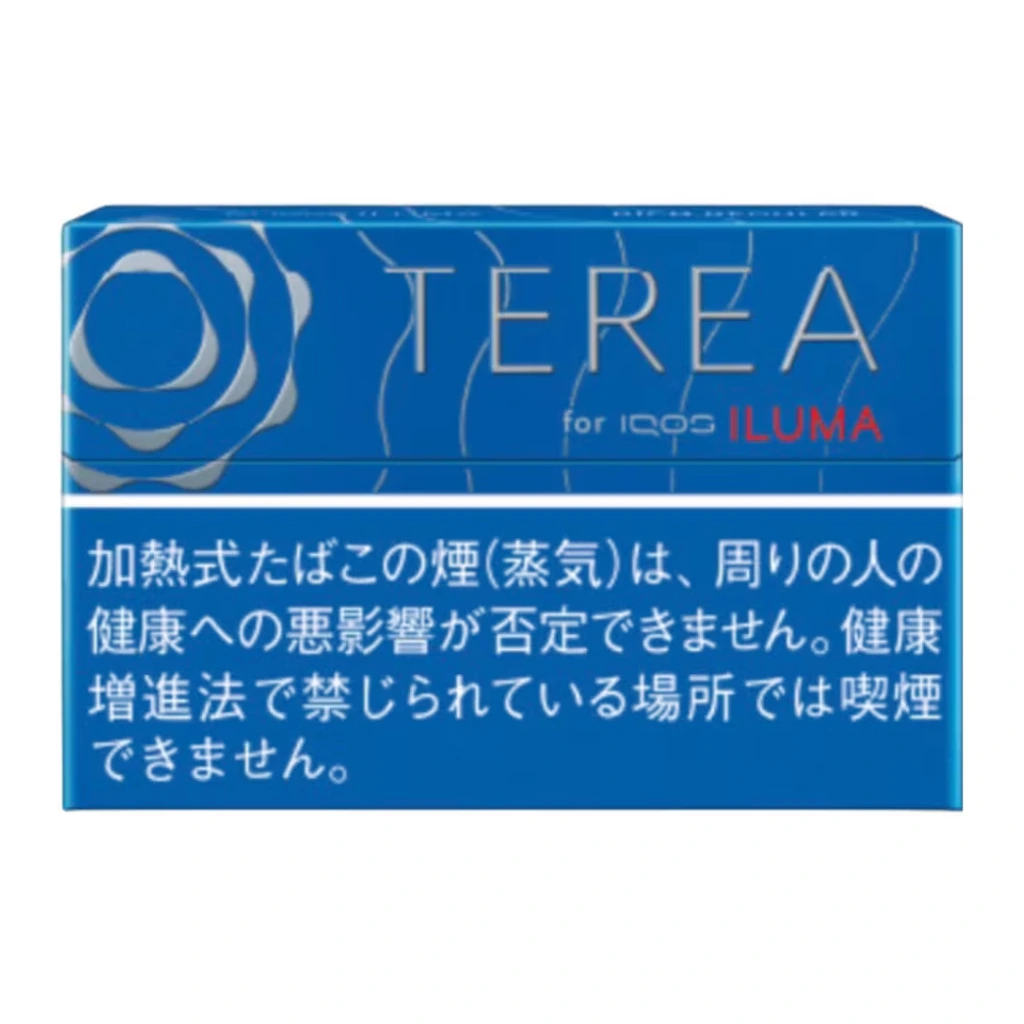 TEREA
for IQOS ILUMA
加熱式たばこの煙(蒸気)は、周りの人の
健康への悪影響が否定できません。健康
増進法で禁じられている場所では喫煙
できません。